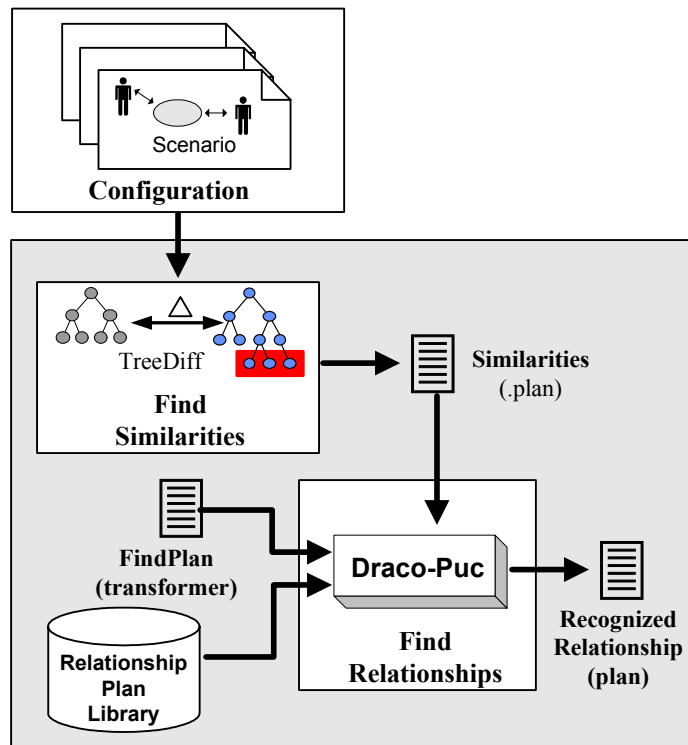 Scenario
Configuration
TreeDiff
Find
Similarities
Similarities
(.plan)
FindPlan
(transformer)
Draco-Puc
Find
Relationships
Relationship
Plan
Library
Recognized
Relationship
(plan)